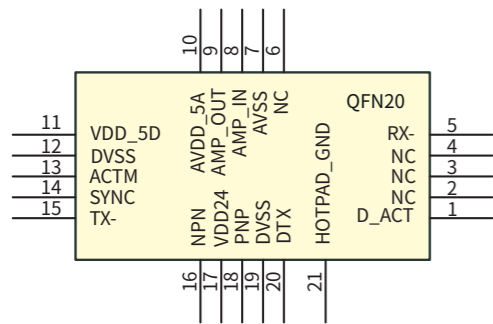 10 9 8 7 6
AVDD_5A
AMP_OUT
AMP_IN
AVSS
NC
QFN20
11 VDD_5D
12 DVSS
13 ACTM
14 SYNC
15 TX-
RX- 5
NC 4
NC 3
NC 2
D_ACT 1
NPN
VDD24
PNP
DVSS
DTX
HOTPAD_GND
16 17 18 19 20 21